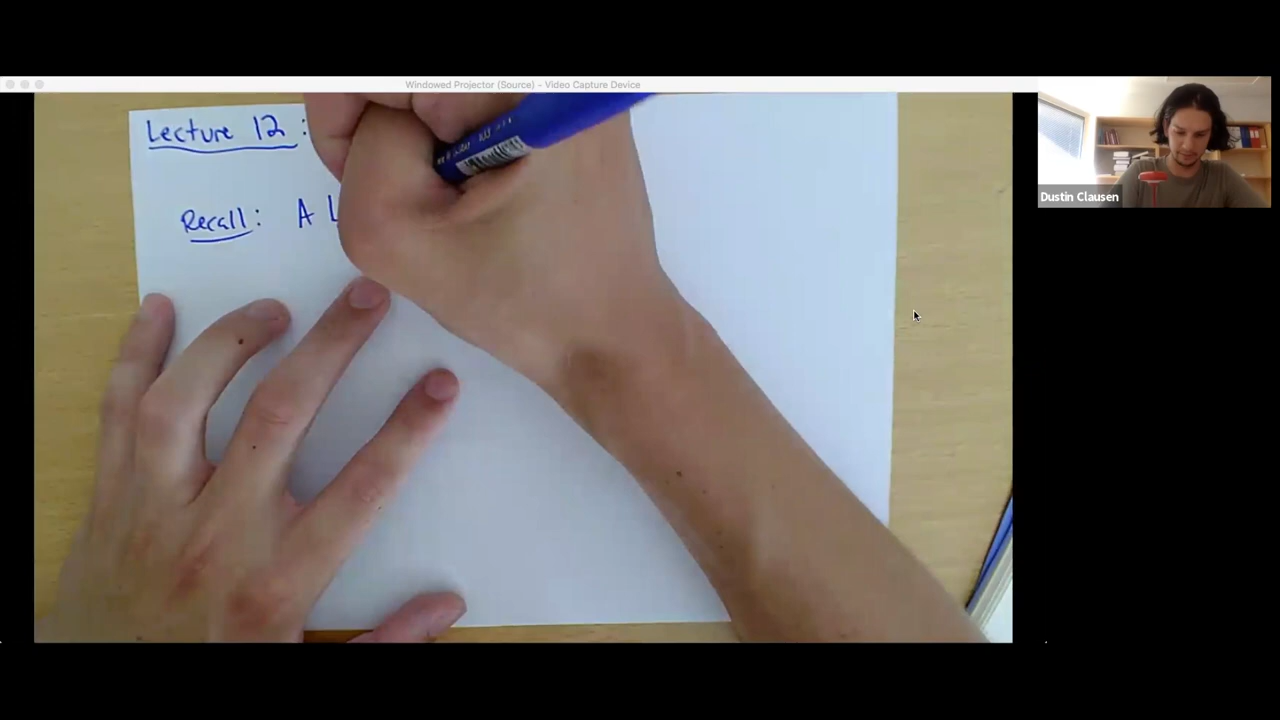 Windowed Projector (Source) - Video Capture Device
Lecture 12 :
Recall : A
Dustin Clausen